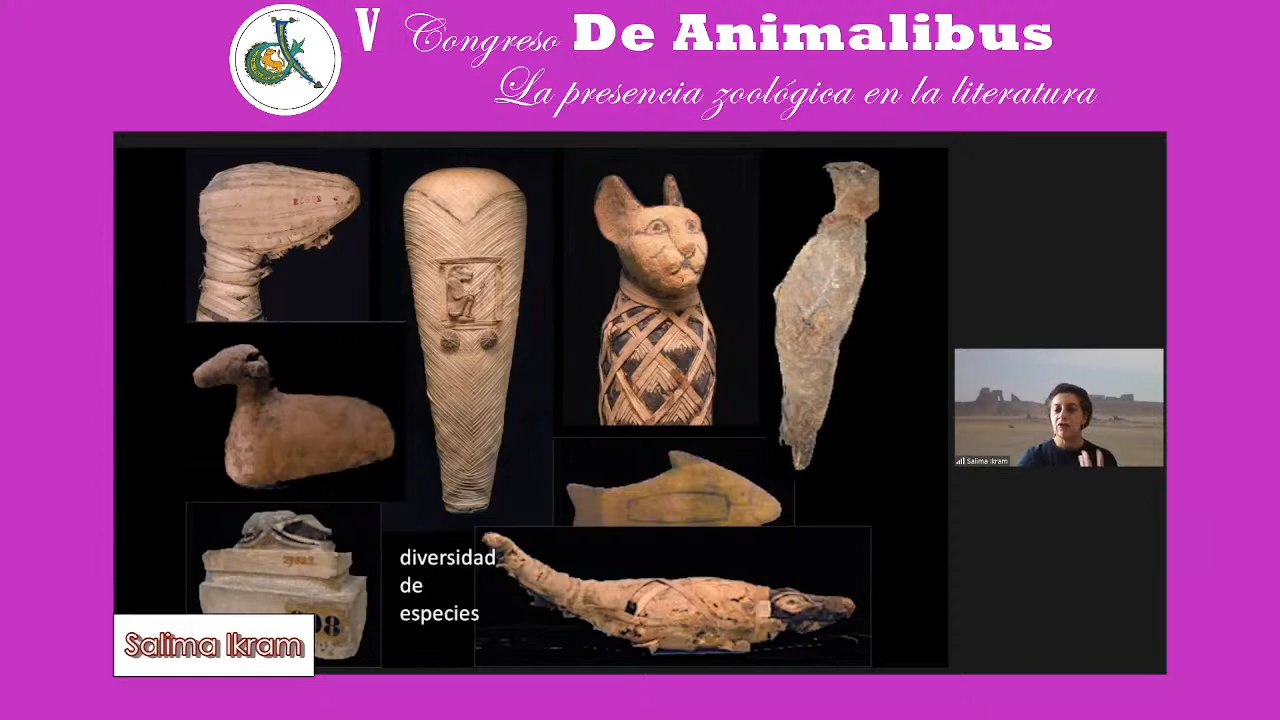 V Congreso De Animalibus
La presencia zoológica en la literatura
diversidad
de
especies
Salima Ikram
Salima Ikram